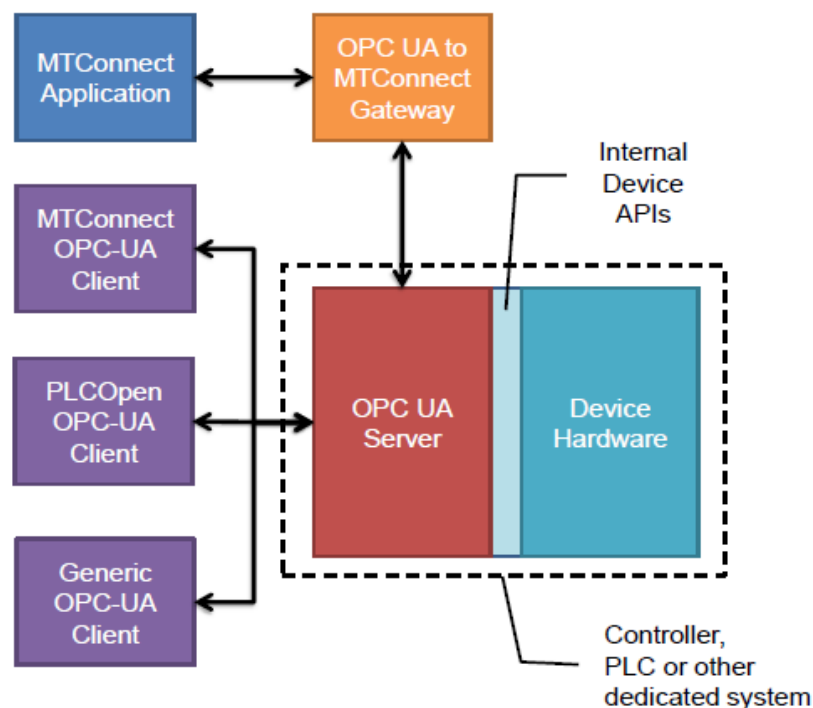 MTConnect
Application
OPC UA to
MTConnect
Gateway
Internal
Device
APIs
MTConnect
OPC-UA
Client
PLCOpen
OPC-UA
Client
OPC UA
Server
Device
Hardware
Generic
OPC-UA
Client
Controller,
PLC or other
dedicated system